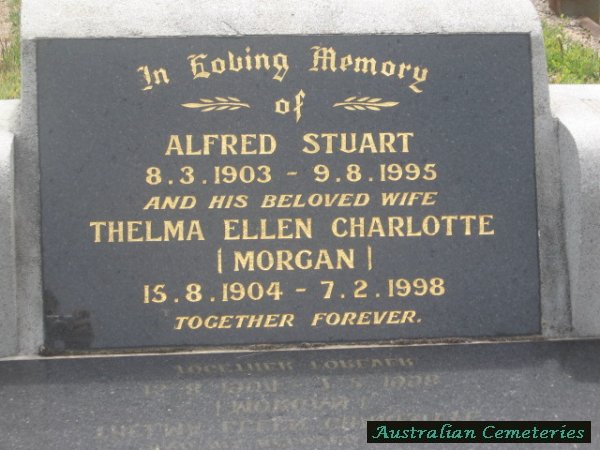 In Loving Memory
of
ALFRED STUART
8.3.1903 - 9.8.1995
AND HIS BELOVED WIFE
THELMA ELLEN CHARLOTTE
(MORGAN)
15.8.1904 - 7.2.1998
TOGETHER FOREVER.
Australian Cemeteries